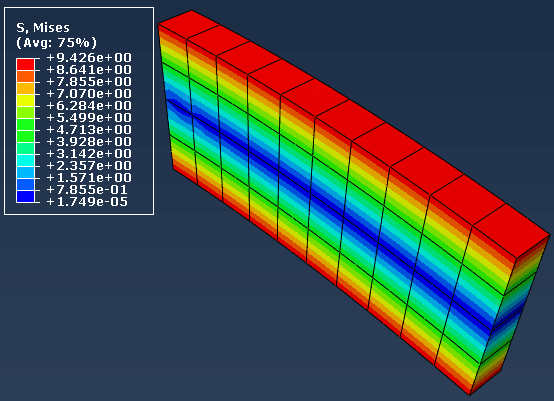 S, Mises
(Avg: 75%)
+9.426e+00
+8.641e+00
+7.855e+00
+7.070e+00
+6.284e+00
+5.499e+00
+4.713e+00
+3.928e+00
+3.142e+00
+2.357e+00
+1.571e+00
+7.855e-01
+1.749e-05